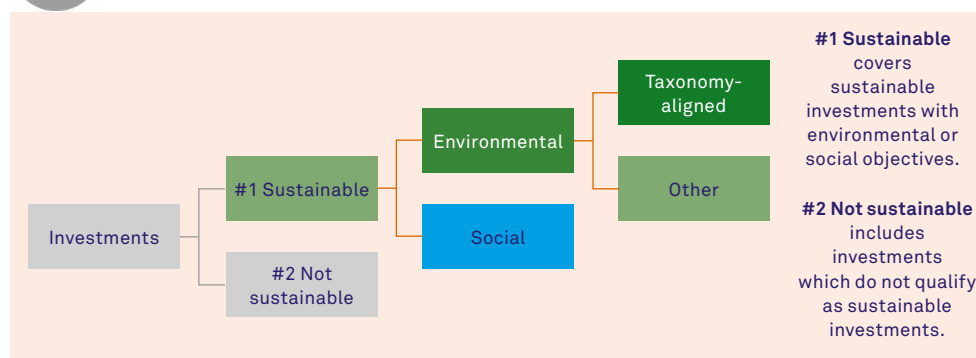 Investments
#1 Sustainable
#2 Not
sustainable
Environmental
Social
Taxonomy-
aligned
Other
#1 Sustainable
covers
sustainable
investments with
environmental or
social objectives.
#2 Not sustainable
includes
investments
which do not qualify
as sustainable
investments.